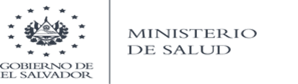 GOBIERNO DE
EL SALVADOR
MINISTERIO
DE SALUD